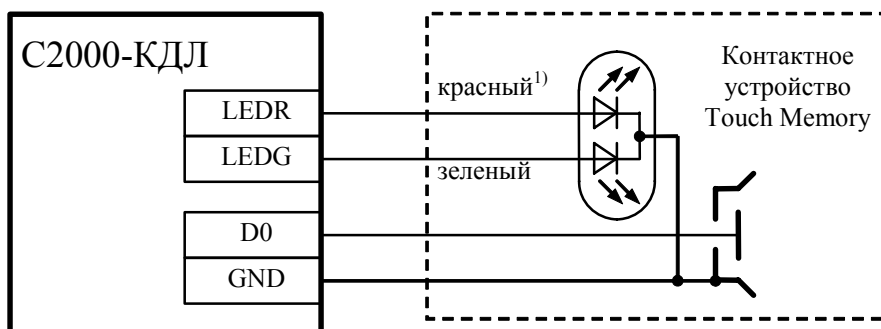 С2000-КДЛ
Контактное
устройство
Touch Memory
красный1)
LEDR
LEDG
зеленый
D0
GND